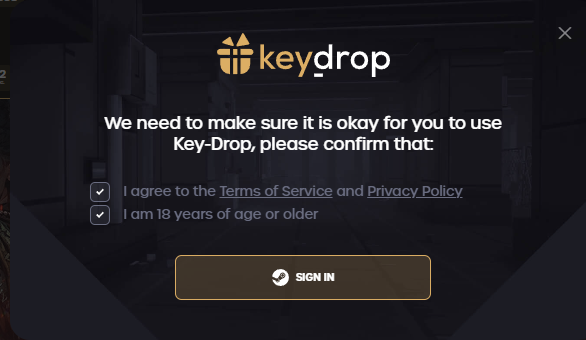 keydrop
We need to make sure it is okay for you to use
Key-Drop, please confirm that:
I agree to the Terms of Service and Privacy Policy
I am 18 years of age or older
SIGN IN